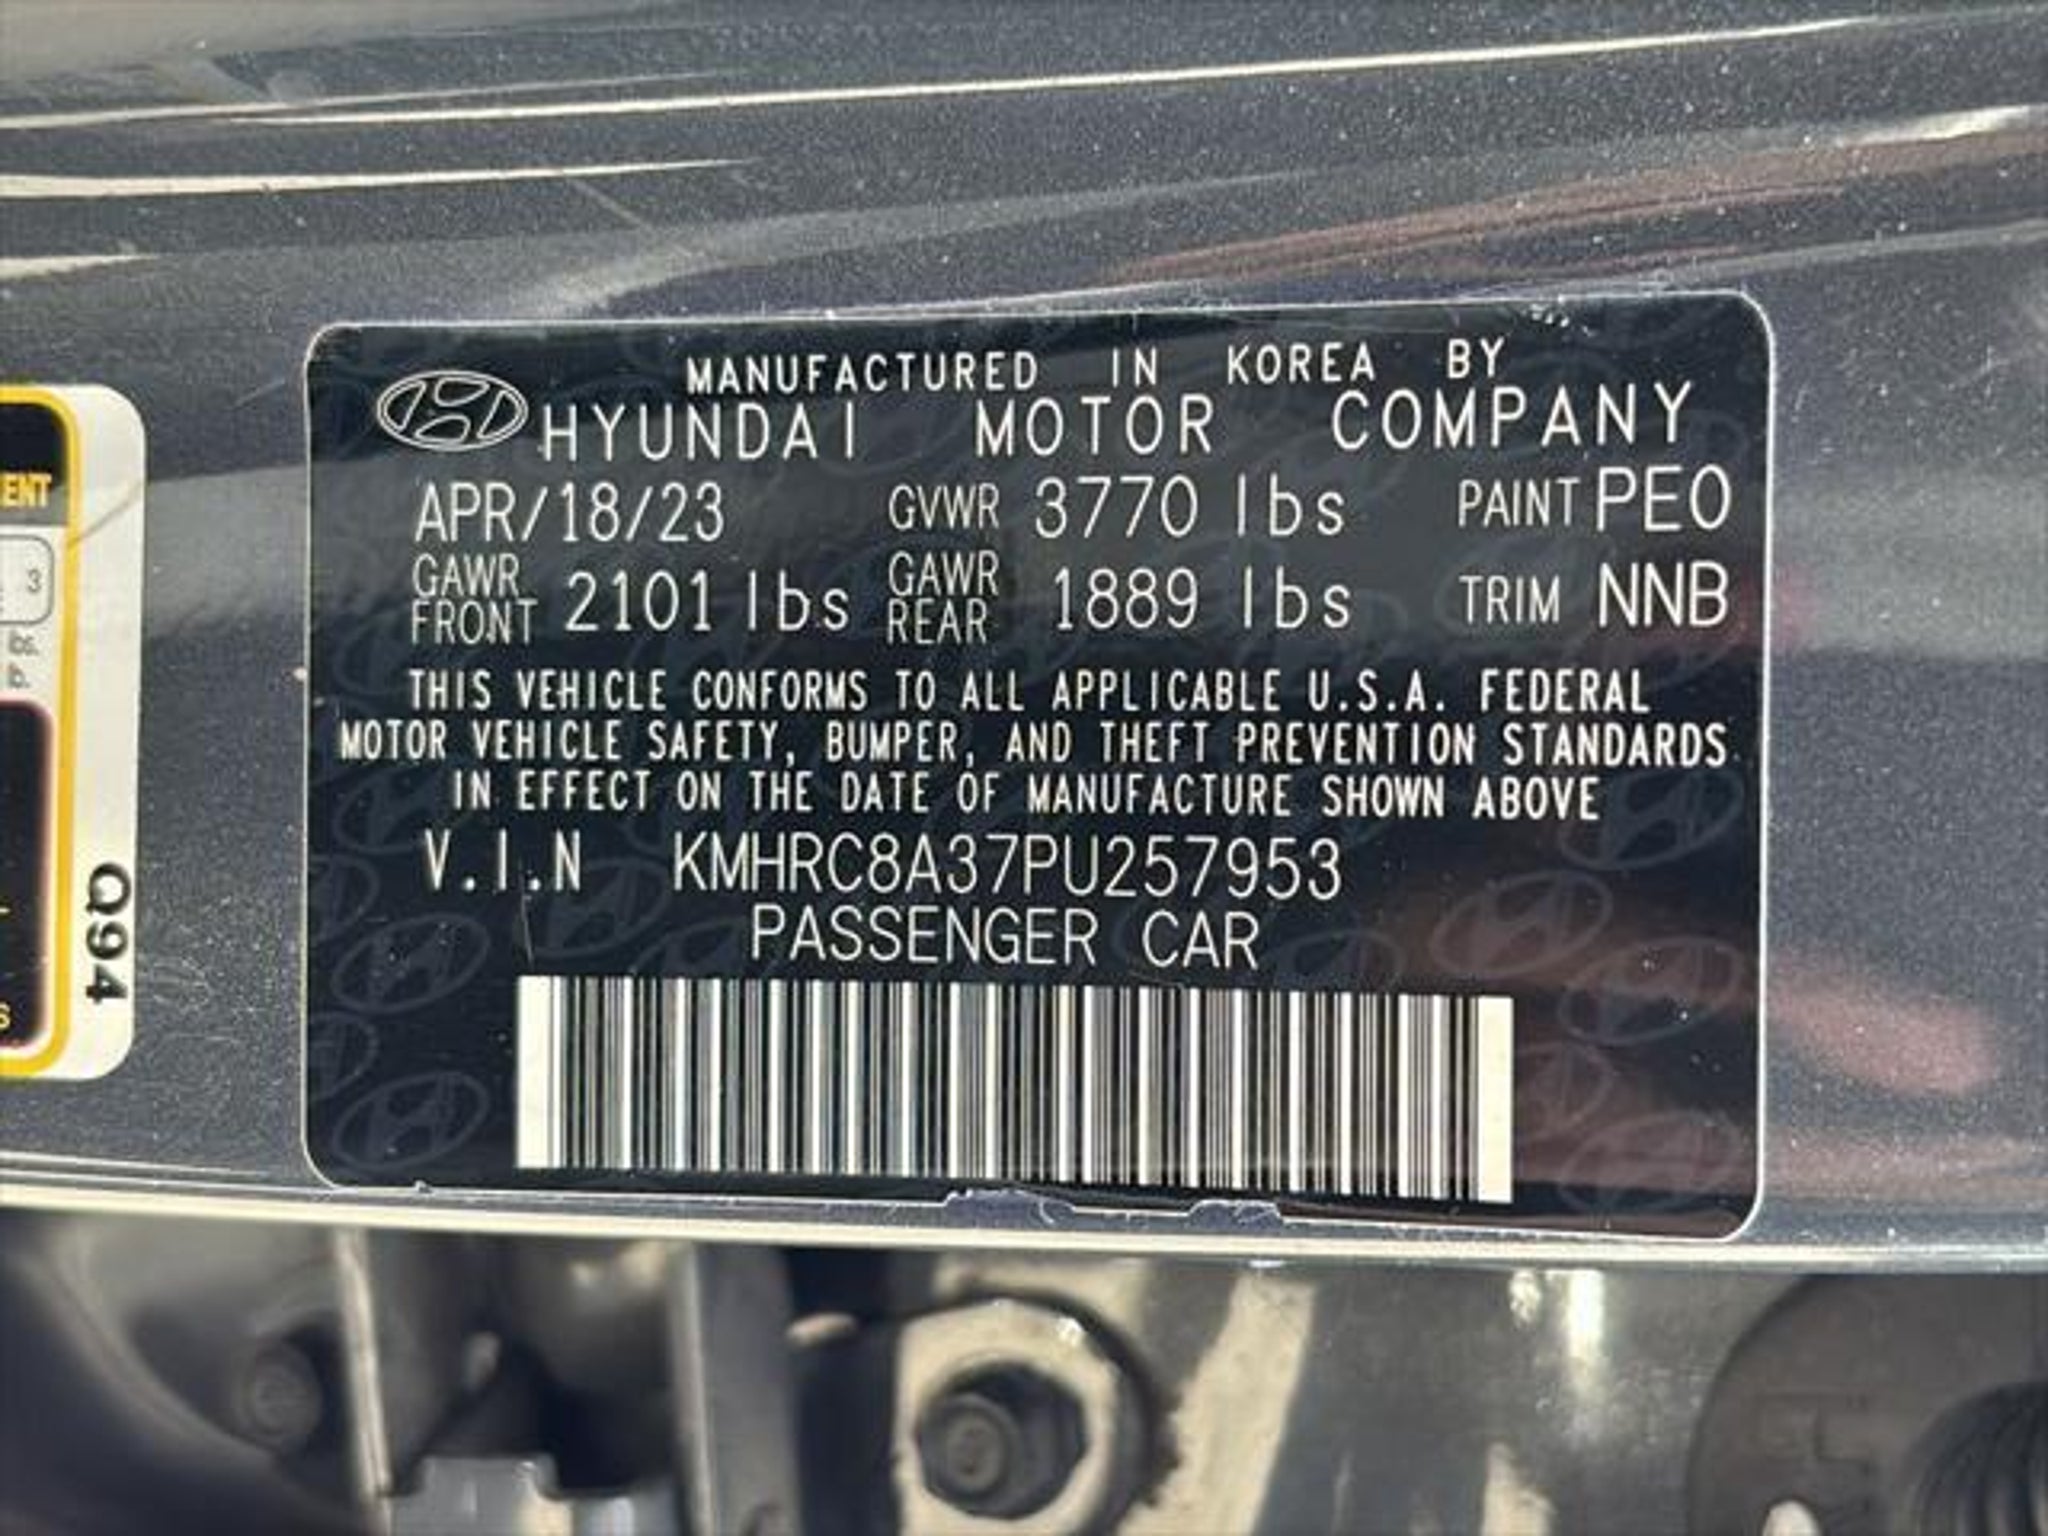 MANUFACTURED IN KOREA BY
HYUNDAI MOTOR COMPANY
APR/18/23 GVWR 3770 lbs PAINT PE0
GAWR FRONT 2101 lbs GAWR REAR 1889 lbs TRIM NNB
THIS VEHICLE CONFORMS TO ALL APPLICABLE U.S.A. FEDERAL
MOTOR VEHICLE SAFETY, BUMPER, AND THEFT PREVENTION STANDARDS
IN EFFECT ON THE DATE OF MANUFACTURE SHOWN ABOVE
V.I.N KMHRC8A37PU257953
PASSENGER CAR
3
lbs.
Q94